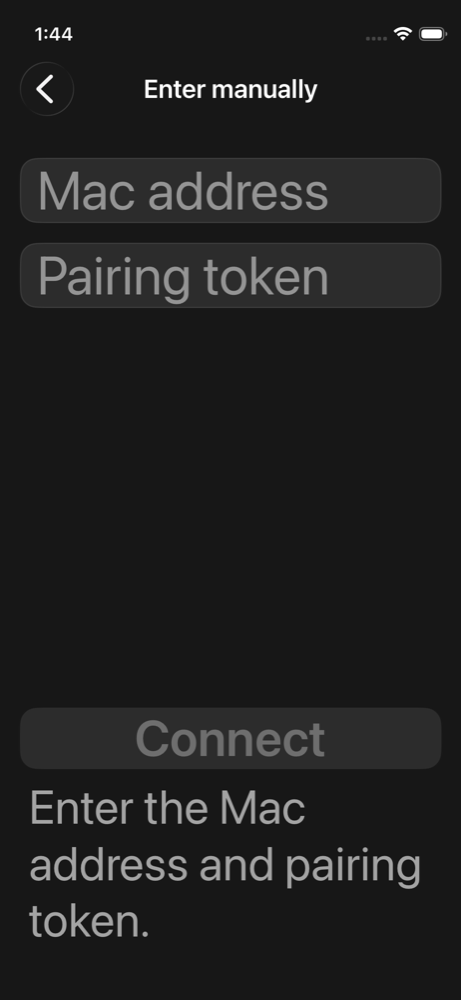 1:44
Enter manually
Mac address
Pairing token
Connect
Enter the Mac
address and pairing
token.